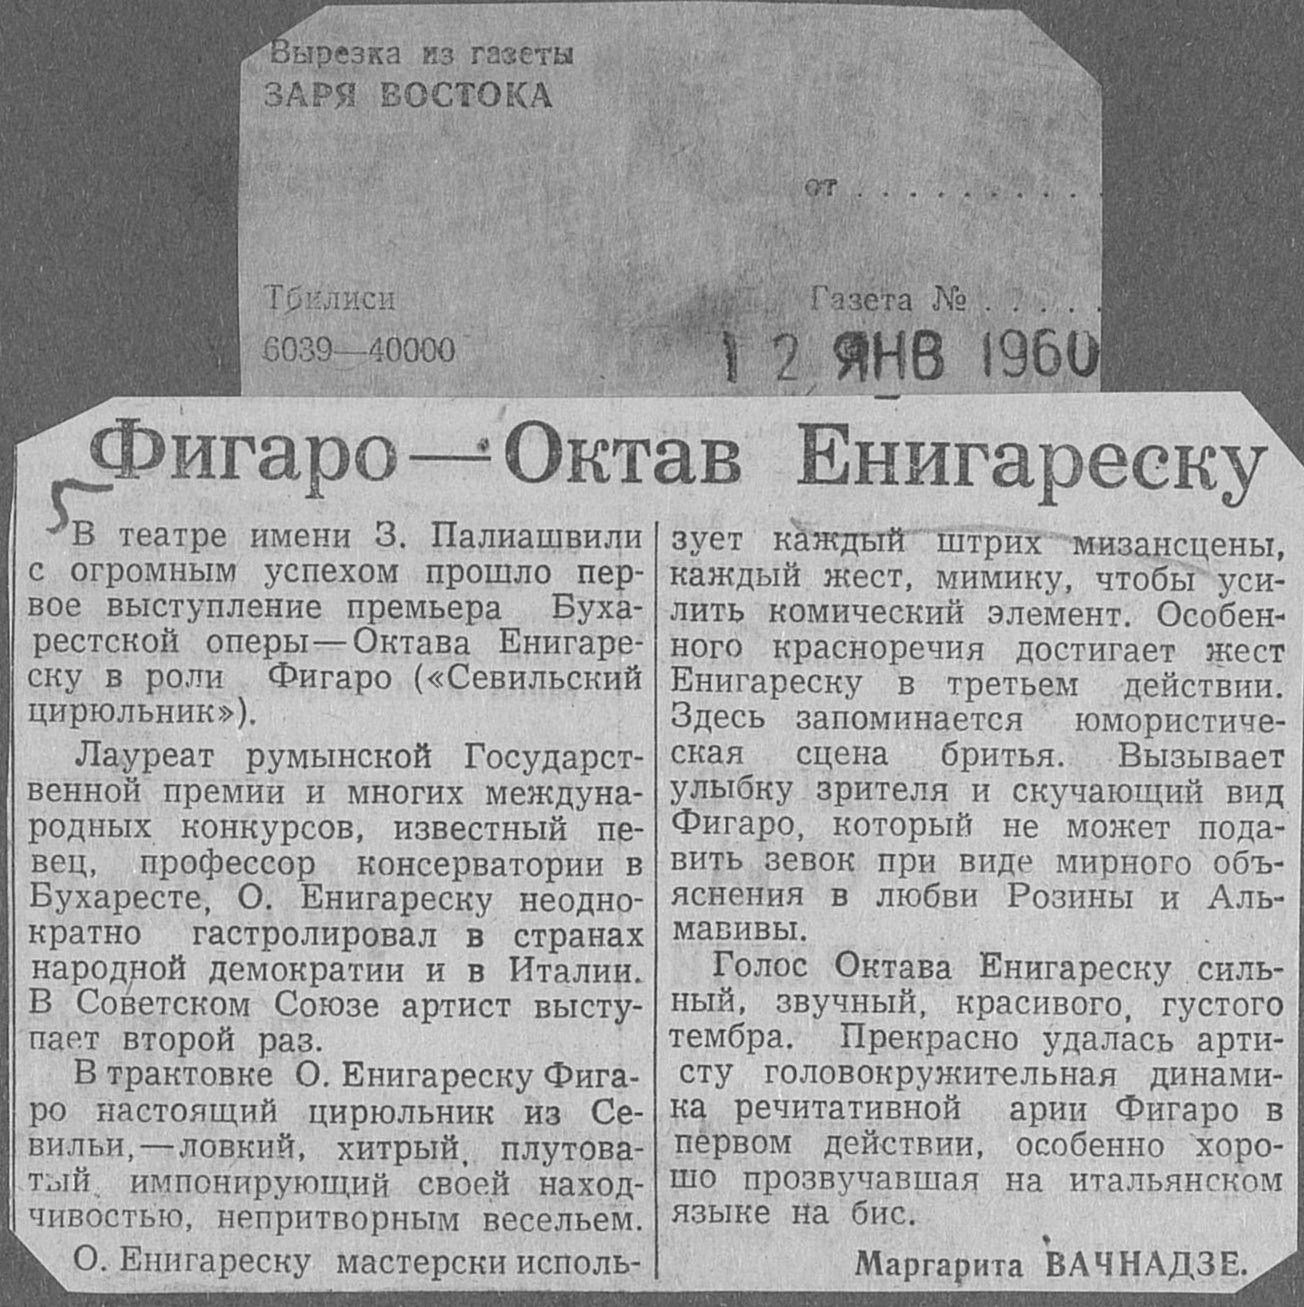 Вырезка из газеты
ЗАРЯ ВОСТОКА
от . . . . . . . . . .
Тбилиси
Газета № . . . . .
6039—40000
12 ЯНВ 1960
Фигаро — Октав Енигареску
В театре имени З. Палиашвили
с огромным успехом прошло пер-
вое выступление премьера Буха-
рестской оперы—Октава Енигаре-
ску в роли Фигаро («Севильский
цирюльник»).
Лауреат румынской Государст-
венной премии и многих междуна-
родных конкурсов, известный пе-
вец, профессор консерватории в
Бухаресте, О. Енигареску неодно-
кратно гастролировал в странах
народной демократии и в Италии.
В Советском Союзе артист высту-
пает второй раз.
В трактовке О. Енигареску Фига-
ро настоящий цирюльник из Се-
вильи,—ловкий, хитрый, плутова-
тый, импонирующий своей наход-
чивостью, непритворным весельем.
О. Енигареску мастерски исполь-
зует каждый штрих мизансцены,
каждый жест, мимику, чтобы уси-
лить комический элемент. Особен-
ного красноречия достигает жест
Енигареску в третьем действии.
Здесь запоминается юмористиче-
ская сцена бритья. Вызывает
улыбку зрителя и скучающий вид
Фигаро, который не может пода-
вить зевок при виде мирного объ-
яснения в любви Розины и Аль-
мавивы.
Голос Октава Енигареску силь-
ный, звучный, красивого, густого
тембра. Прекрасно удалась арти-
сту головокружительная динами-
ка речитативной арии Фигаро в
первом действии, особенно хоро-
шо прозвучавшая на итальянском
языке на бис.
Маргарита ВАЧНАДЗЕ.